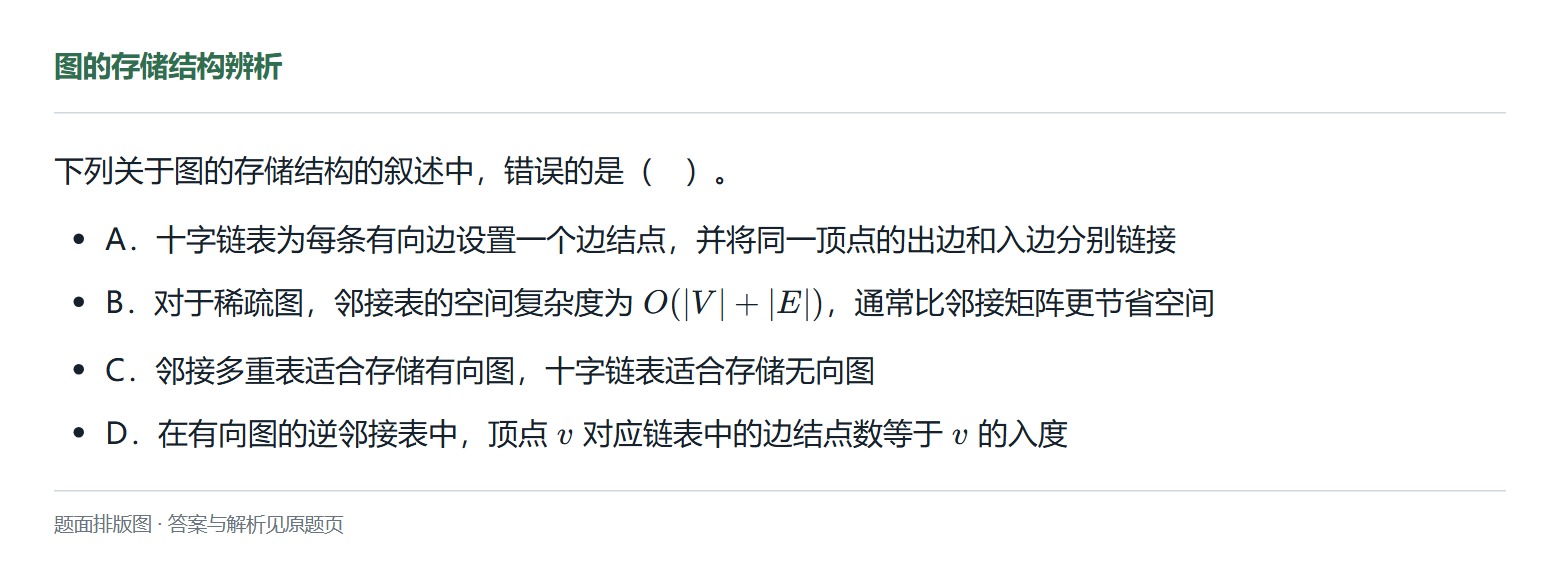 图的存储结构辨析
下列关于图的存储结构的叙述中，错误的是（　）。
• A．十字链表为每条有向边设置一个边结点，并将同一顶点的出边和入边分别链接
• B．对于稀疏图，邻接表的空间复杂度为 O(|V| + |E|)，通常比邻接矩阵更节省空间
• C．邻接多重表适合存储有向图，十字链表适合存储无向图
• D．在有向图的逆邻接表中，顶点 v 对应链表中的边结点数等于 v 的入度
题面排版图 · 答案与解析见原题页